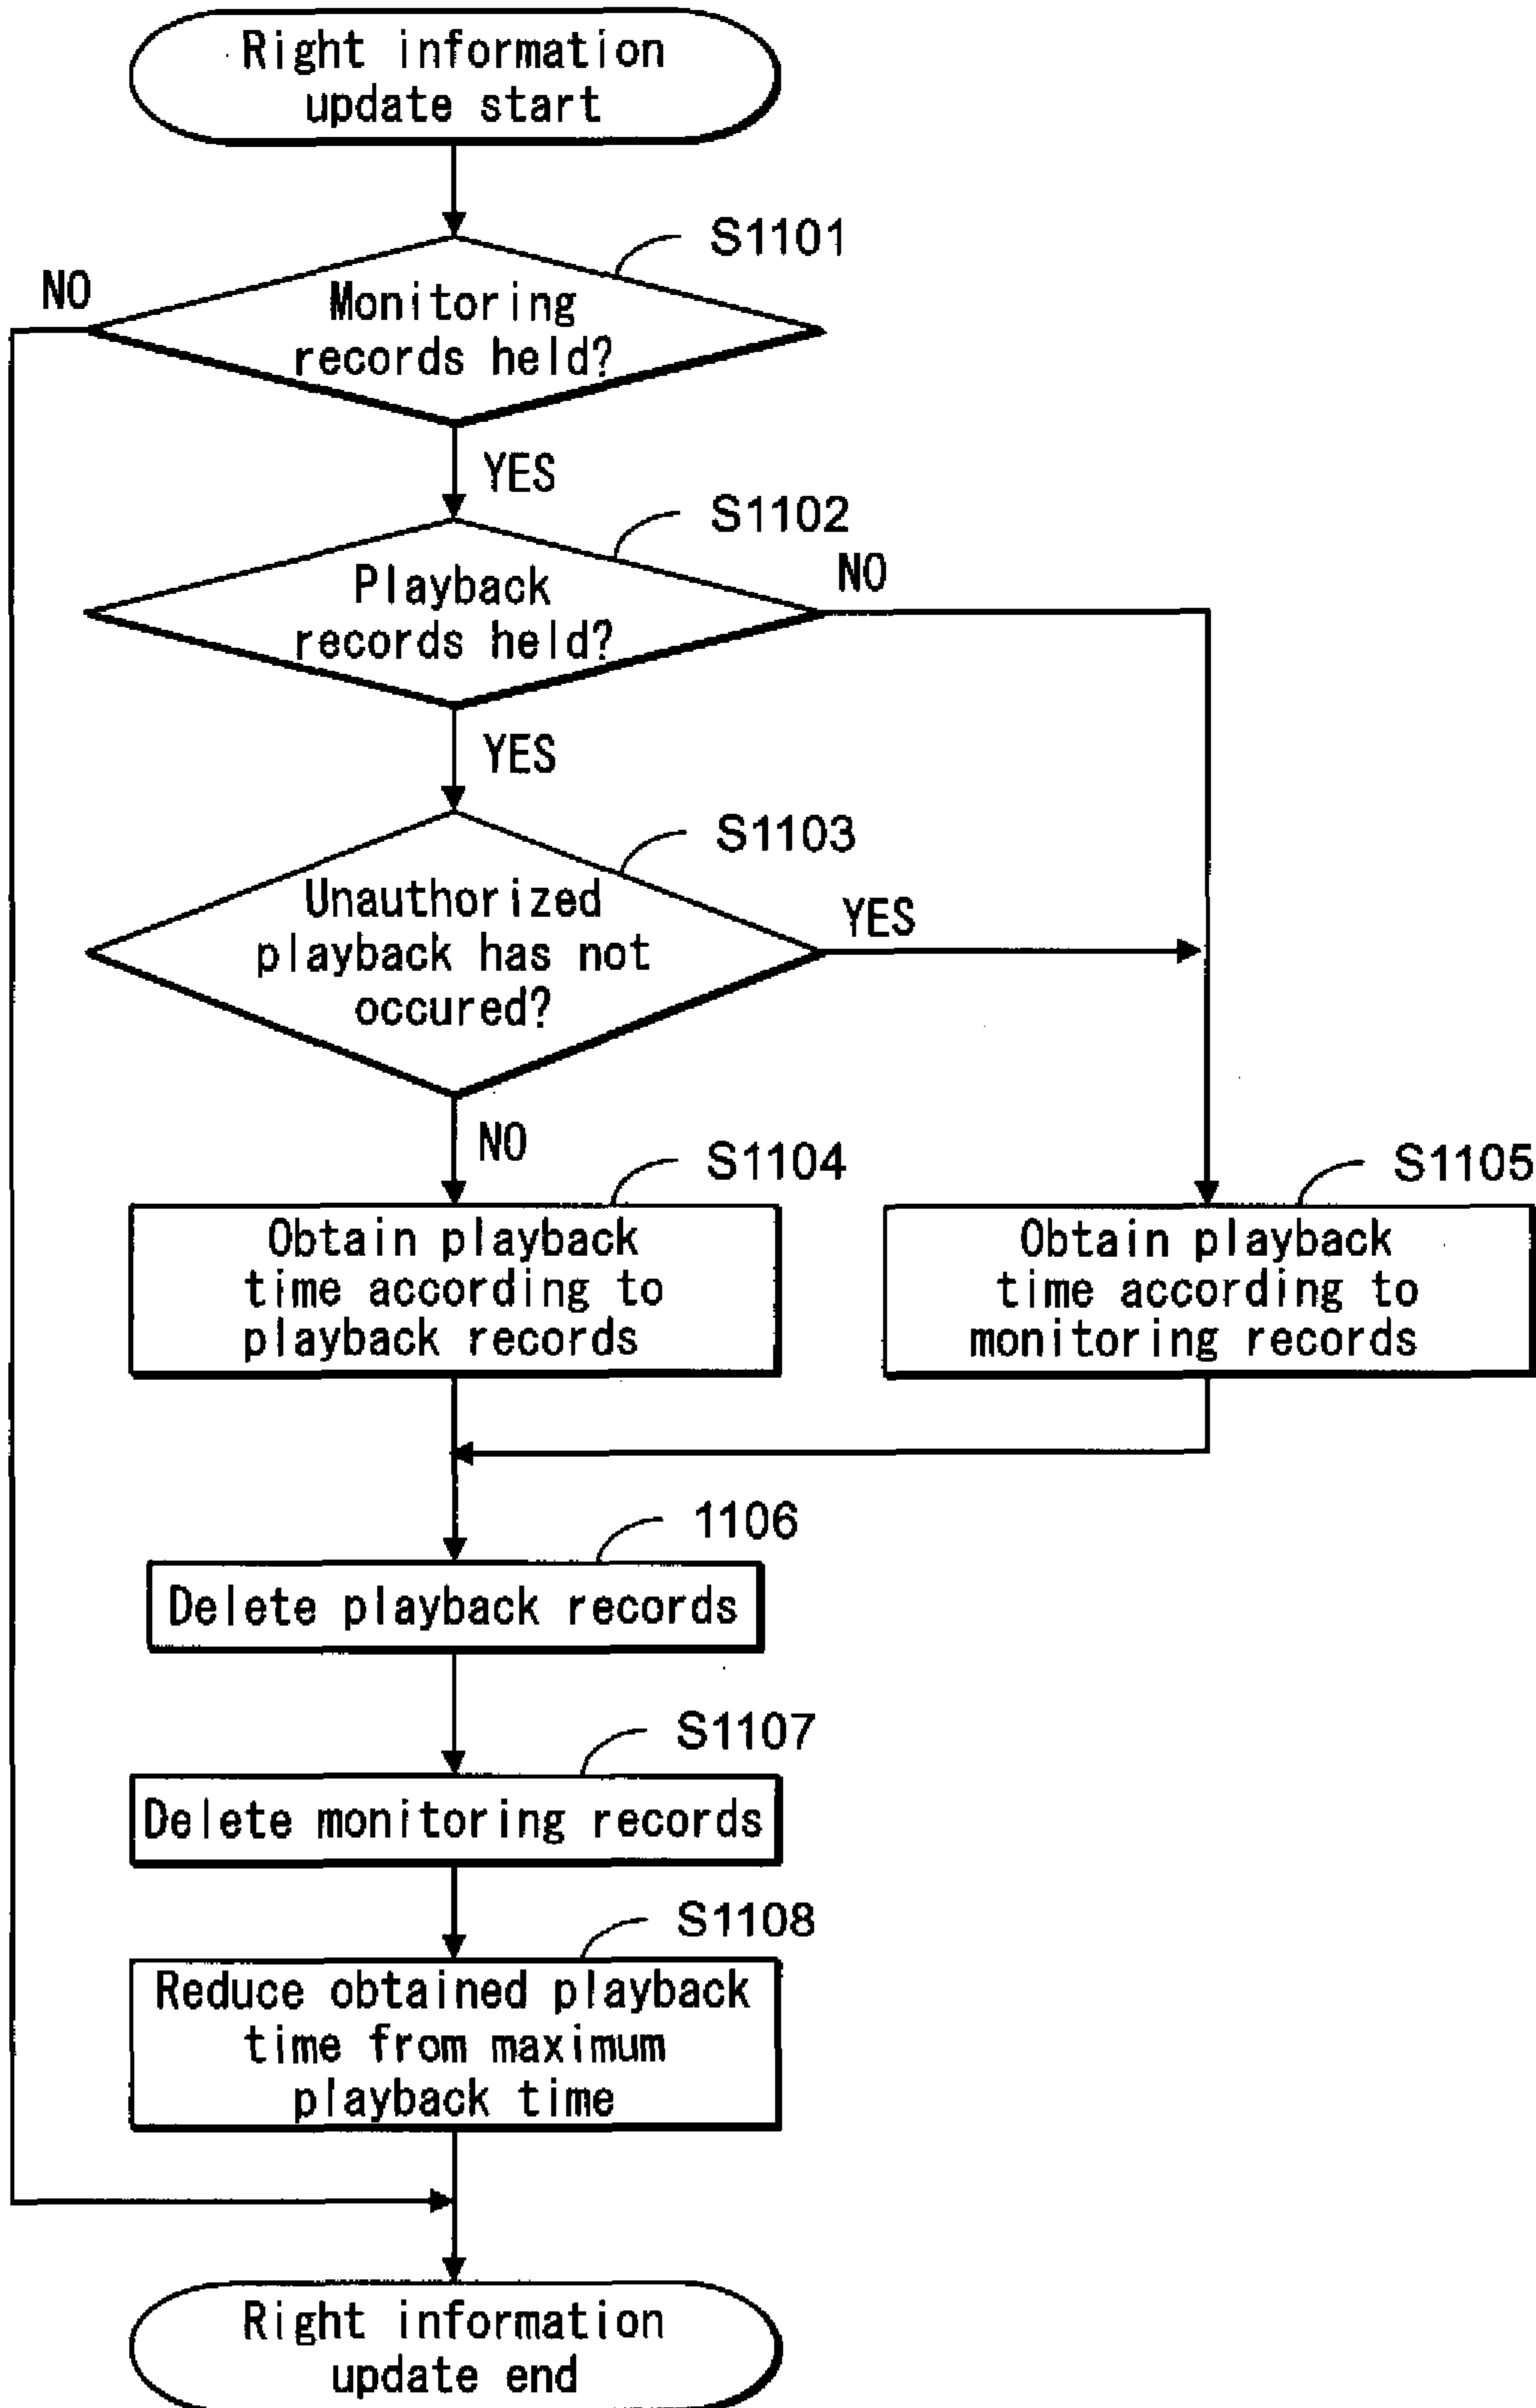 Right information
update start
S1101
NO
Monitoring
records held?
YES
S1102
NO
Playback
records held?
YES
S1103
Unauthorized
playback has not
occured?
YES
NO
S1104
Obtain playback
time according to
playback records
S1105
Obtain playback
time according to
monitoring records
1106
Delete playback records
S1107
Delete monitoring records
S1108
Reduce obtained playback
time from maximum
playback time
Right information
update end